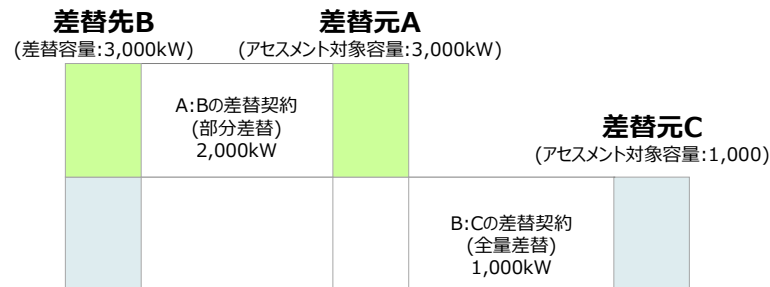 差替先B
(差替容量:3,000kW)
差替元A
(アセスメント対象容量:3,000kW)
A:Bの差替契約
(部分差替)
2,000kW
差替元C
(アセスメント対象容量:1,000)
B:Cの差替契約
(全量差替)
1,000kW